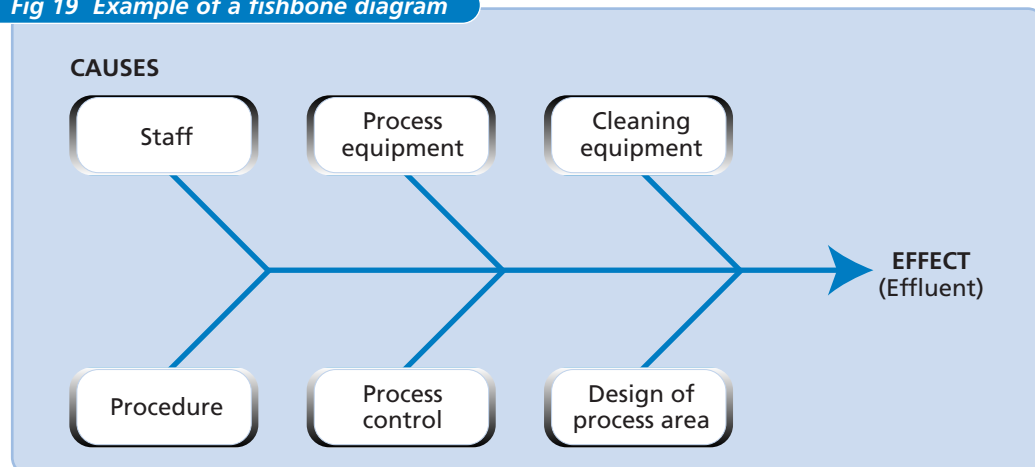 Fig 19 Example of a fishbone diagram
CAUSES
Staff
Process
equipment
Cleaning
equipment
EFFECT
(Effluent)
Procedure
Process
control
Design of
process area